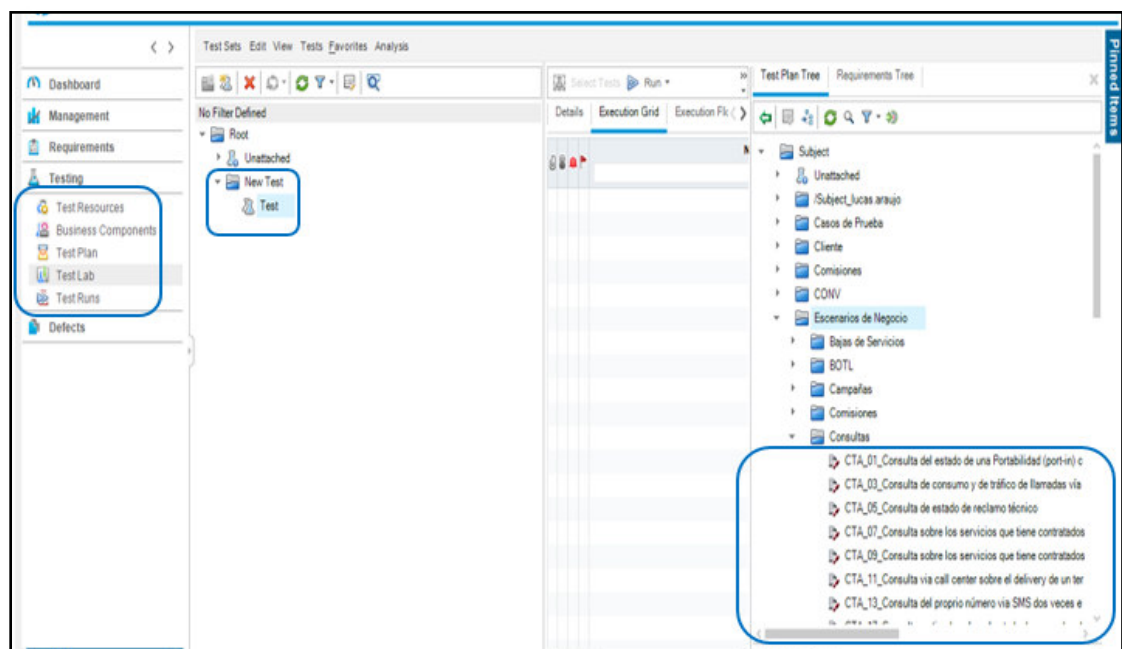 Test Sets Edit View Tests Favorites Analysis
Dashboard
Management
Requirements
Testing
Test Resources
Business Components
Test Plan
Test Lab
Test Runs
Defects
No Filter Defined
Root
Unattached
New Test
Test
Select Tests Run
Details Execution Grid Execution Flo
Test Plan Tree Requirements Tree
Pinned Items
Subject
Unattached
/Subject_lucas.araujo
Casos de Prueba
Cliente
Comisiones
CONV
Escenarios de Negocio
Bajas de Servicios
BOTL
Campañas
Comisiones
Consultas
CTA_01_Consulta del estado de una Portabilidad (port-in) c
CTA_03_Consulta de consumo y de tráfico de llamadas vía
CTA_05_Consulta de estado de reclamo técnico
CTA_07_Consulta sobre los servicios que tiene contratados
CTA_09_Consulta sobre los servicios que tiene contratados
CTA_11_Consulta via call center sobre el delivery de un ter
CTA_13_Consulta del proprio número via SMS dos veces e